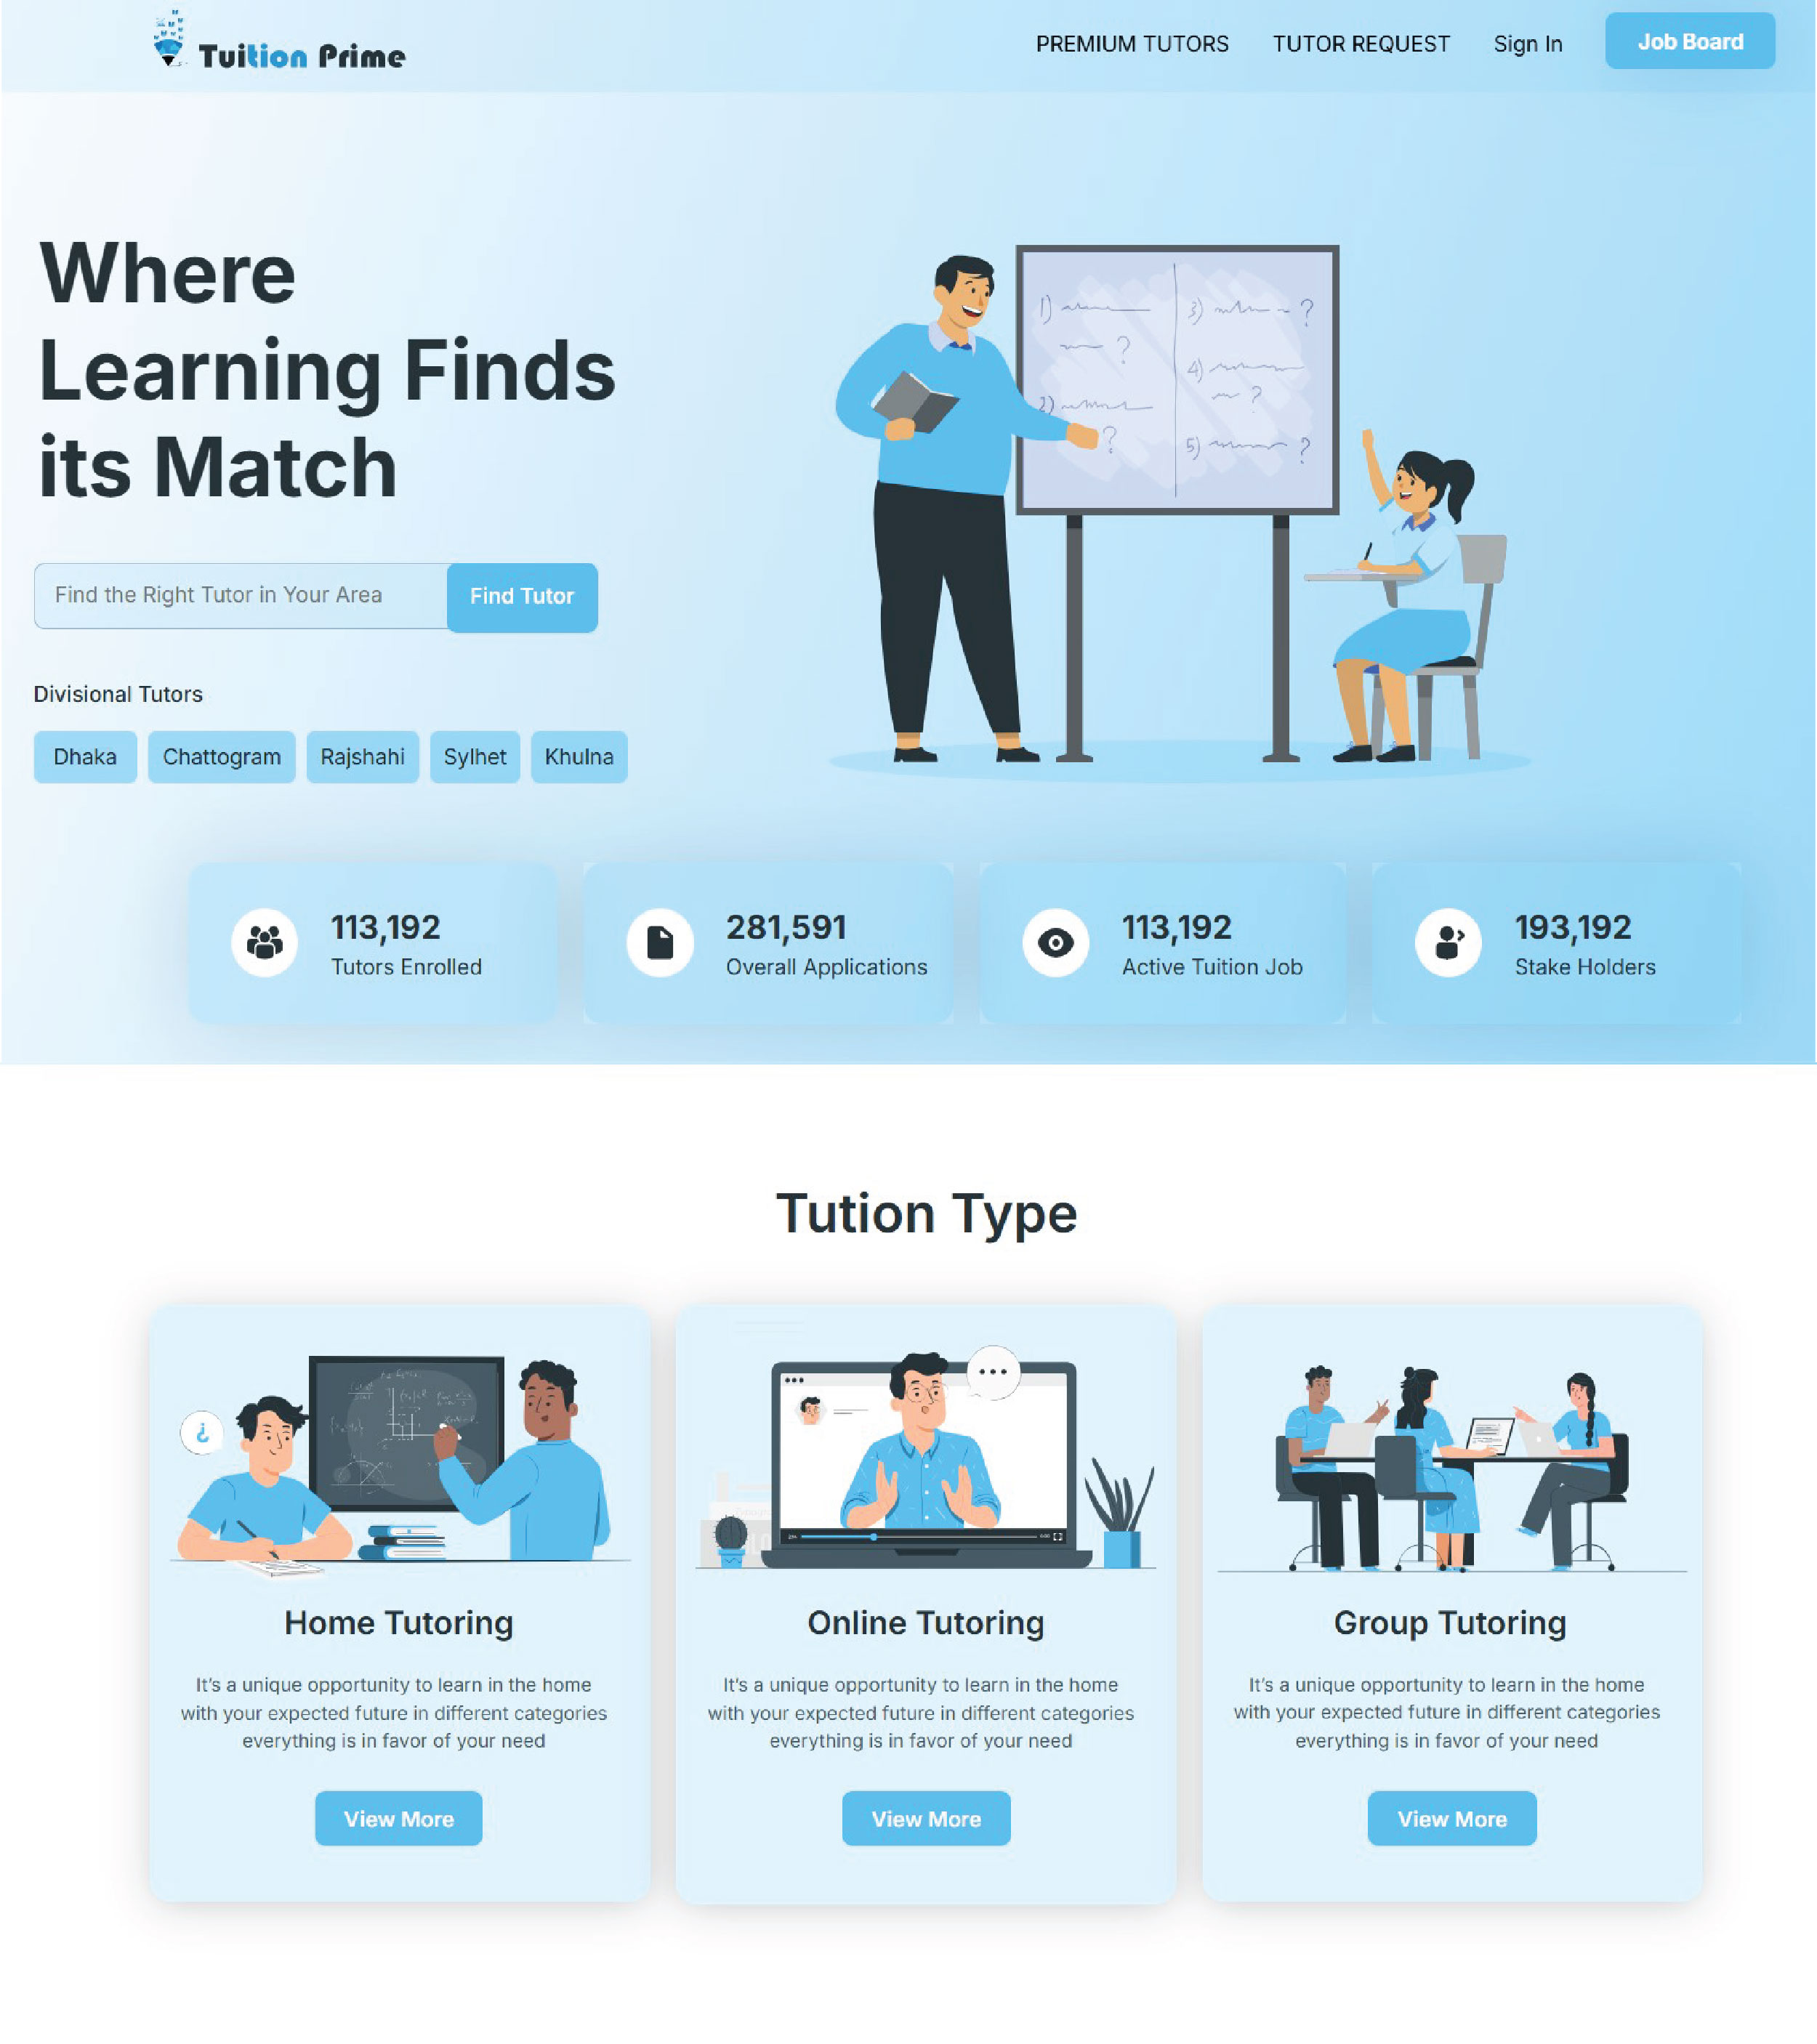 Tuition Prime
PREMIUM TUTORS
TUTOR REQUEST
Sign In
Job Board
Where
Learning Finds
its Match
1)
?
2)
?
3)
?
4)
?
5)
?
Find the Right Tutor in Your Area
Find Tutor
Divisional Tutors
Dhaka
Chattogram
Rajshahi
Sylhet
Khulna
113,192
Tutors Enrolled
281,591
Overall Applications
113,192
Active Tuition Job
193,192
Stake Holders
Tution Type
Home Tutoring
It's a unique opportunity to learn in the home
with your expected future in different categories
everything is in favor of your need
View More
Online Tutoring
It's a unique opportunity to learn in the home
with your expected future in different categories
everything is in favor of your need
View More
Group Tutoring
It's a unique opportunity to learn in the home
with your expected future in different categories
everything is in favor of your need
View More